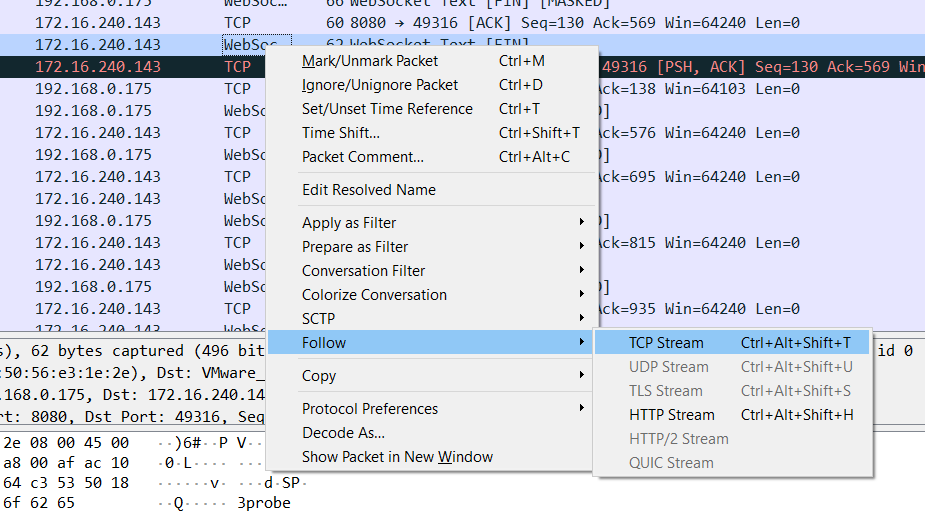 192.168.0.175 WebSoc… 66 WebSocket Text [FIN] [MASKED]
172.16.240.143 TCP 60 8080 → 49316 [ACK] Seq=130 Ack=569 Win=64240 Len=0
172.16.240.143 WebSoc… 62 WebSocket Text [FIN]
172.16.240.143 TCP 49316 [PSH, ACK] Seq=130 Ack=569 Win
192.168.0.175 TCP Ack=138 Win=64103 Len=0
192.168.0.175 WebSo ]
172.16.240.143 TCP Ack=576 Win=64240 Len=0
192.168.0.175 WebSo ]
172.16.240.143 TCP Ack=695 Win=64240 Len=0
172.16.240.143 WebSo
192.168.0.175 WebSo ]
172.16.240.143 TCP Ack=815 Win=64240 Len=0
172.16.240.143 WebSo
192.168.0.175 WebSo ]
172.16.240.143 TCP Ack=935 Win=64240 Len=0
172.16.240.143 WebSo
Mark/Unmark Packet Ctrl+M
Ignore/Unignore Packet Ctrl+D
Set/Unset Time Reference Ctrl+T
Time Shift... Ctrl+Shift+T
Packet Comment... Ctrl+Alt+C
Edit Resolved Name
Apply as Filter
Prepare as Filter
Conversation Filter
Colorize Conversation
SCTP
Follow
Copy
Protocol Preferences
Decode As...
Show Packet in New Window
TCP Stream Ctrl+Alt+Shift+T
UDP Stream Ctrl+Alt+Shift+U
TLS Stream Ctrl+Alt+Shift+S
HTTP Stream Ctrl+Alt+Shift+H
HTTP/2 Stream
QUIC Stream
s), 62 bytes captured (496 bit id 0
:50:56:e3:1e:2e), Dst: VMware_
.168.0.175, Dst: 172.16.240.14
rt: 8080, Dst Port: 49316, Seq
2e 08 00 45 00 ··)6#··P V··
a8 00 af ac 10 ·0·L····
64 c3 53 50 18 ······v· ··d·SP·
6f 62 65 ··Q····· 3probe